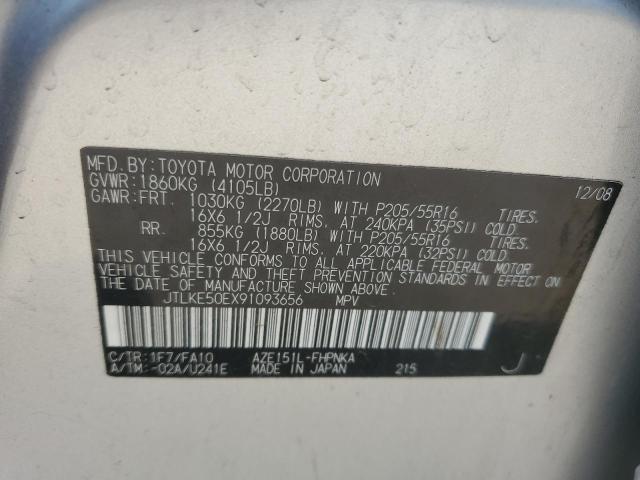 MFD.BY:TOYOTA MOTOR CORPORATION 12/08
GVWR:1860KG (4105LB)
GAWR:FRT. 1030KG (2270LB) WITH P205/55R16 TIRES.
16X6 1/2J RIMS. AT 240KPA (35PSI) COLD.
RR. 855KG (1880LB) WITH P205/55R16 TIRES.
16X6 1/2J RIMS. AT 220KPA (32PSI) COLD.
THIS VEHICLE CONFORMS TO ALL APPLICABLE FEDERAL MOTOR
VEHICLE SAFETY AND THEFT PREVENTION STANDARDS IN EFFECT ON
THE DATE OF MANUFACTURE SHOWN ABOVE.
JTLKE50EX91093656 MPV
C/TR:1F7/FA10 AZE151L-FHPNKA
A/TM:-02A/U241E MADE IN JAPAN 215 J